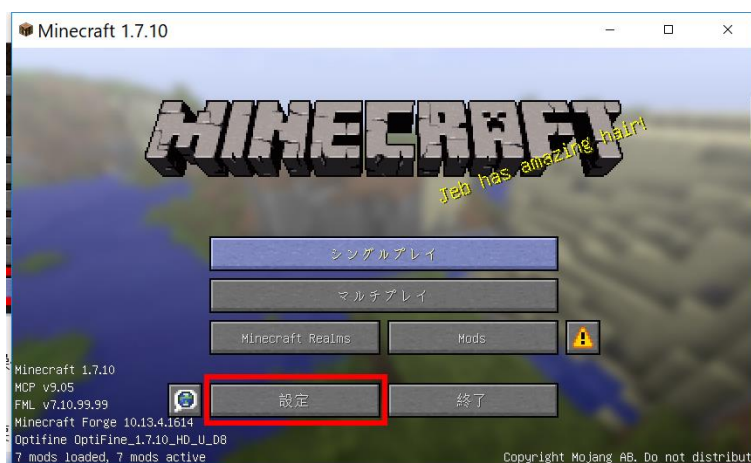 Minecraft 1.7.10
MINECRAFT
Jeb has amazing hair!
シングルプレイ
マルチプレイ
Minecraft Realms
Mods
Minecraft 1.7.10
MCP v9.05
FML v7.10.99.99
設定
終了
Minecraft Forge 10.13.4.1614
Optifine OptiFine_1.7.10_HD_U_D8
7 mods loaded, 7 mods active
Copyright Mojang AB. Do not distribut